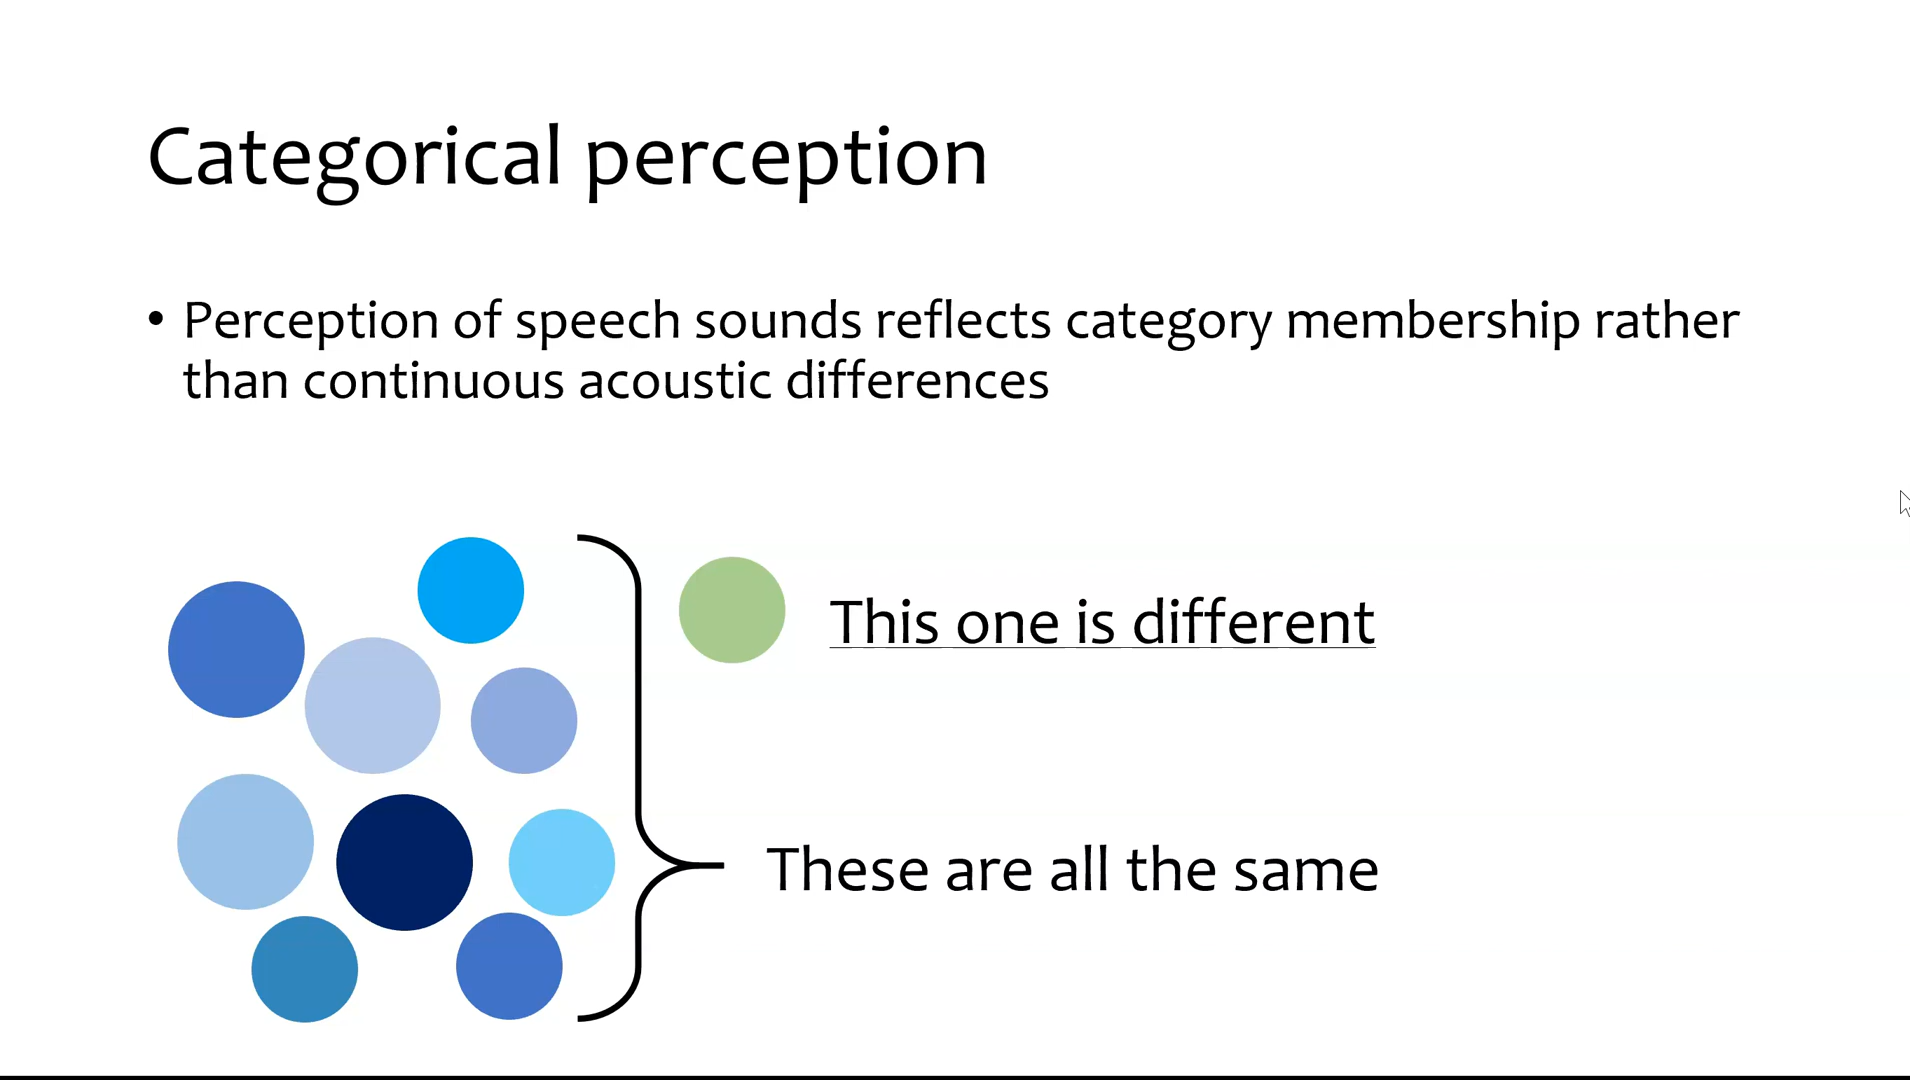 Categorical perception
• Perception of speech sounds reflects category membership rather
than continuous acoustic differences
This one is different
These are all the same